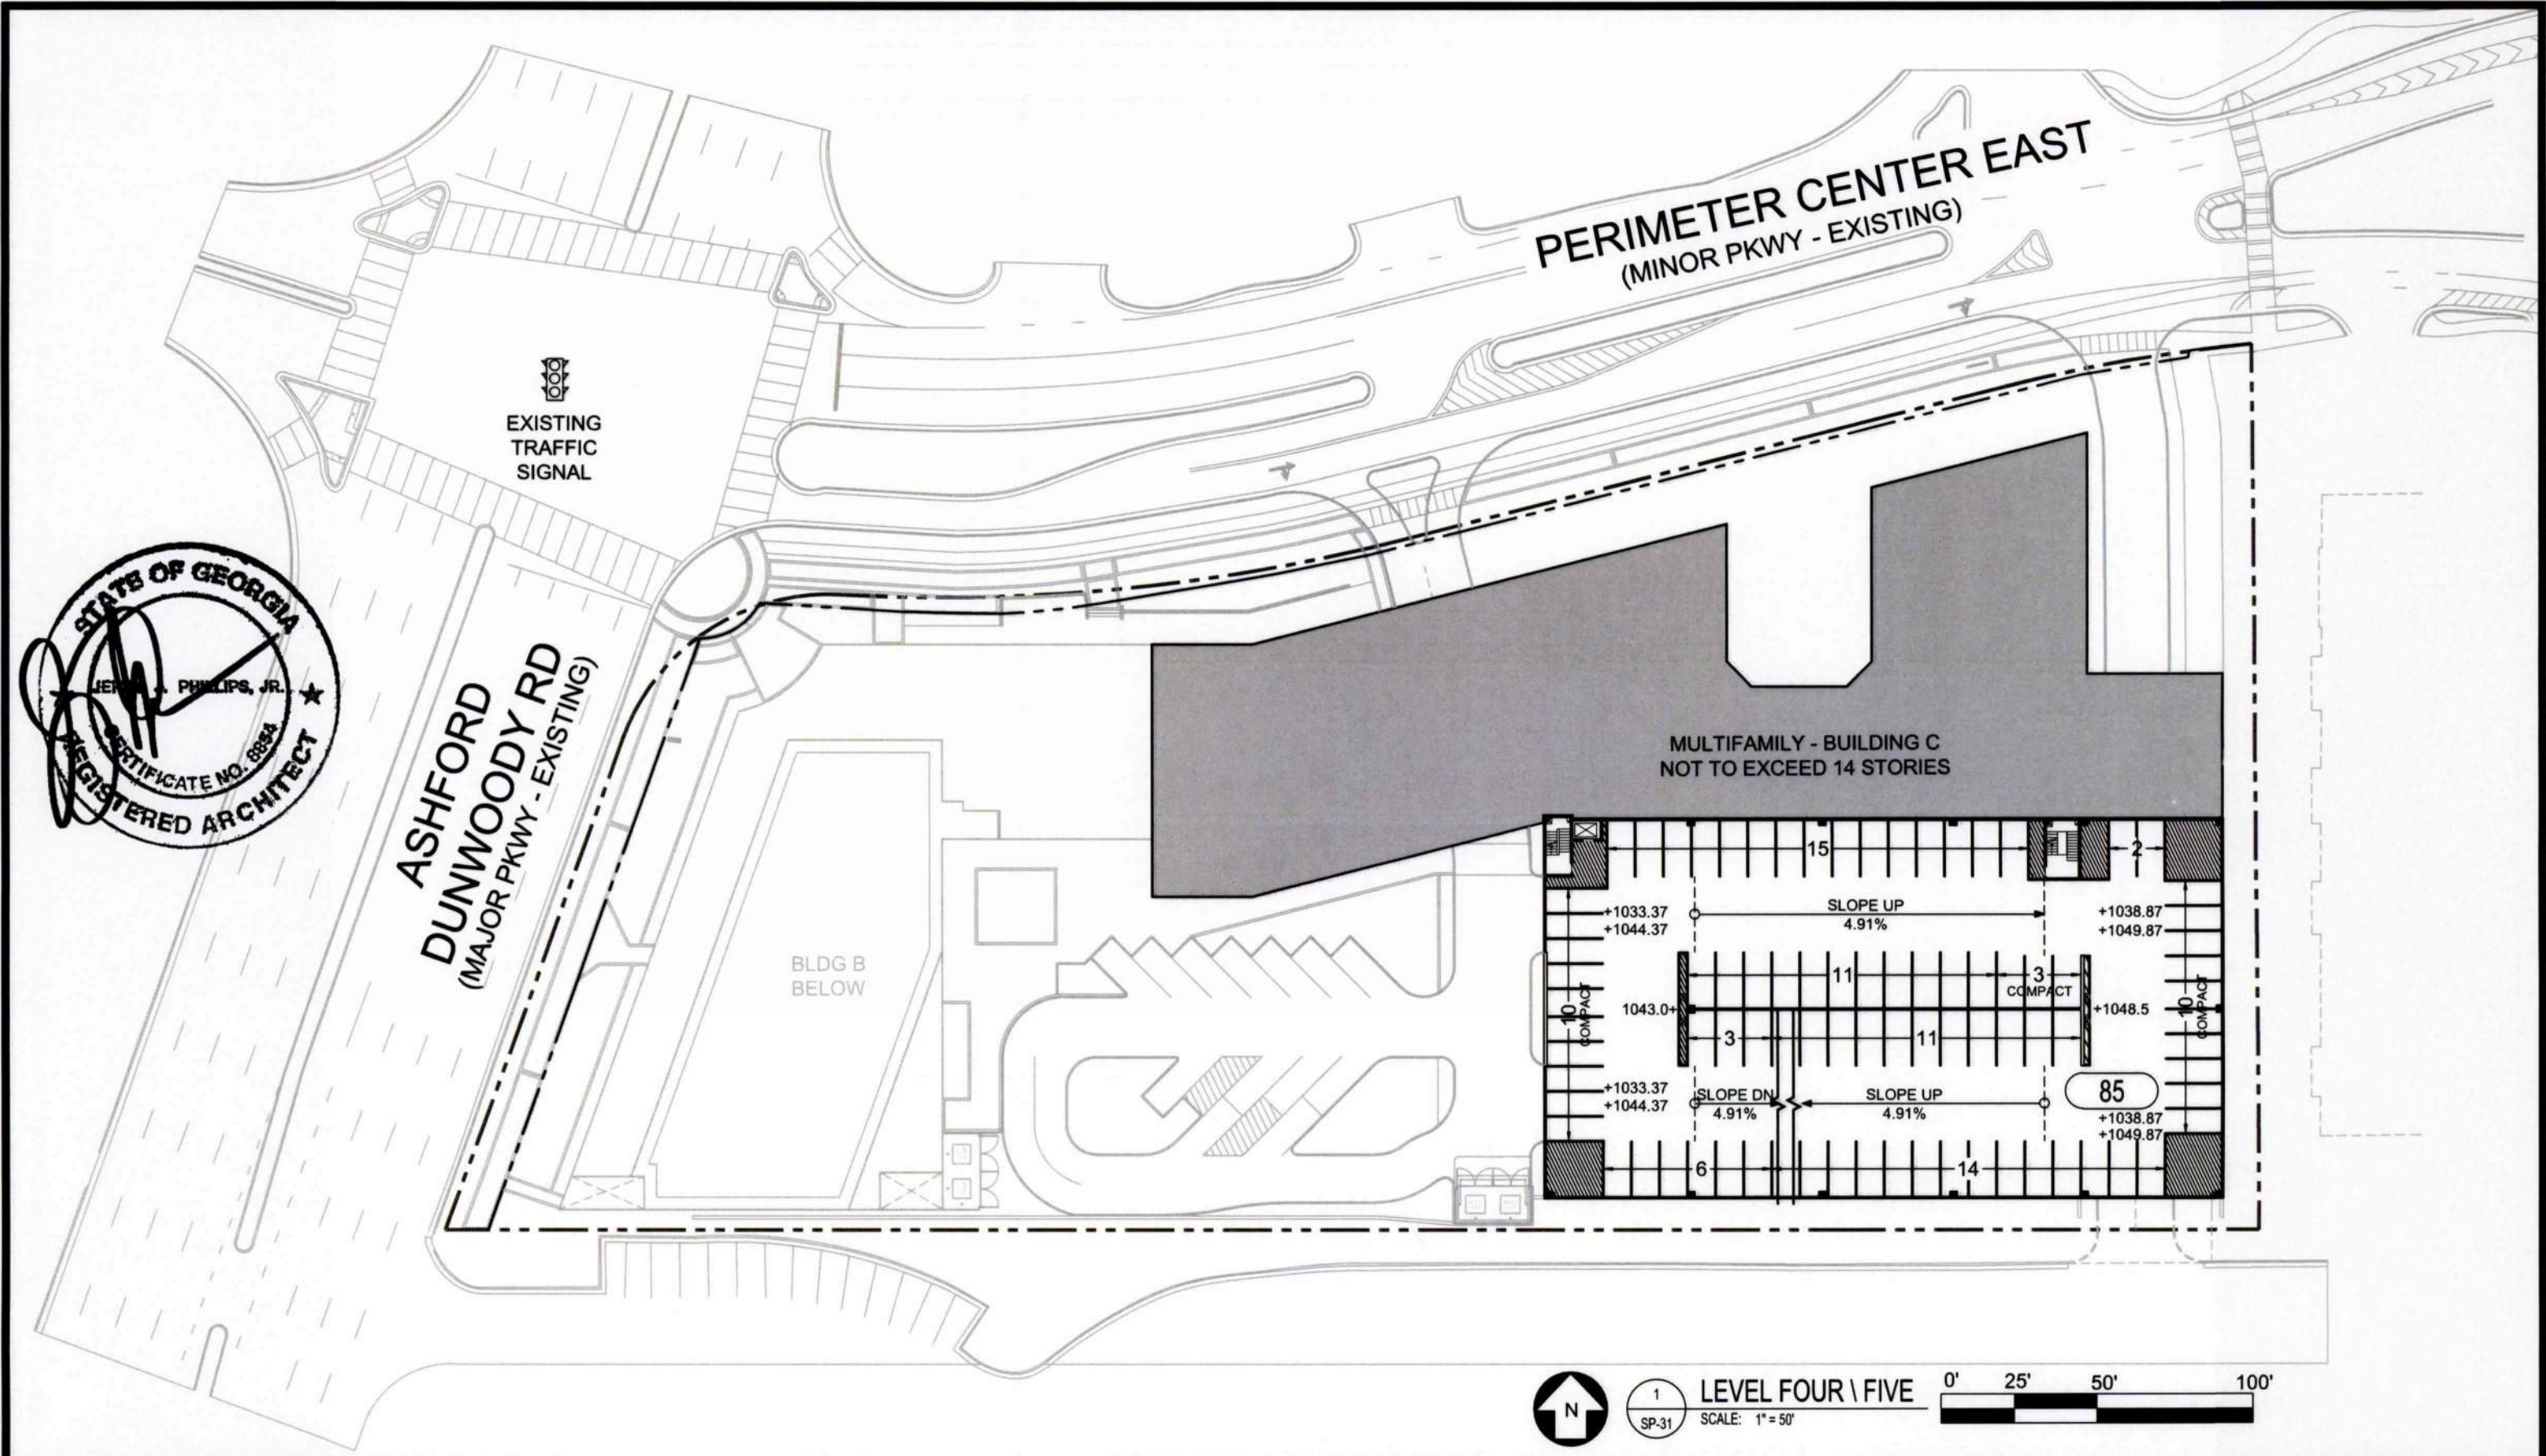 PERIMETER CENTER EAST
(MINOR PKWY - EXISTING)
EXISTING
TRAFFIC
SIGNAL
STATE OF GEORGIA
PHILLIPS, JR.
CERTIFICATE NO. 8854
REGISTERED ARCHITECT
ASHFORD
DUNWOODY RD
(MAJOR PKWY - EXISTING)
MULTIFAMILY - BUILDING C
NOT TO EXCEED 14 STORIES
BLDG B
BELOW
15
2
+1033.37
+1044.37
SLOPE UP
4.91%
+1038.87
+1049.87
11
3
COMPACT
10
COMPACT
1043.0+
+1048.5
10
COMPACT
3
11
+1033.37
+1044.37
SLOPE DN
4.91%
SLOPE UP
4.91%
85
+1038.87
+1049.87
6
14
N
1
SP-31
LEVEL FOUR \ FIVE
SCALE: 1" = 50'
0' 25' 50' 100'